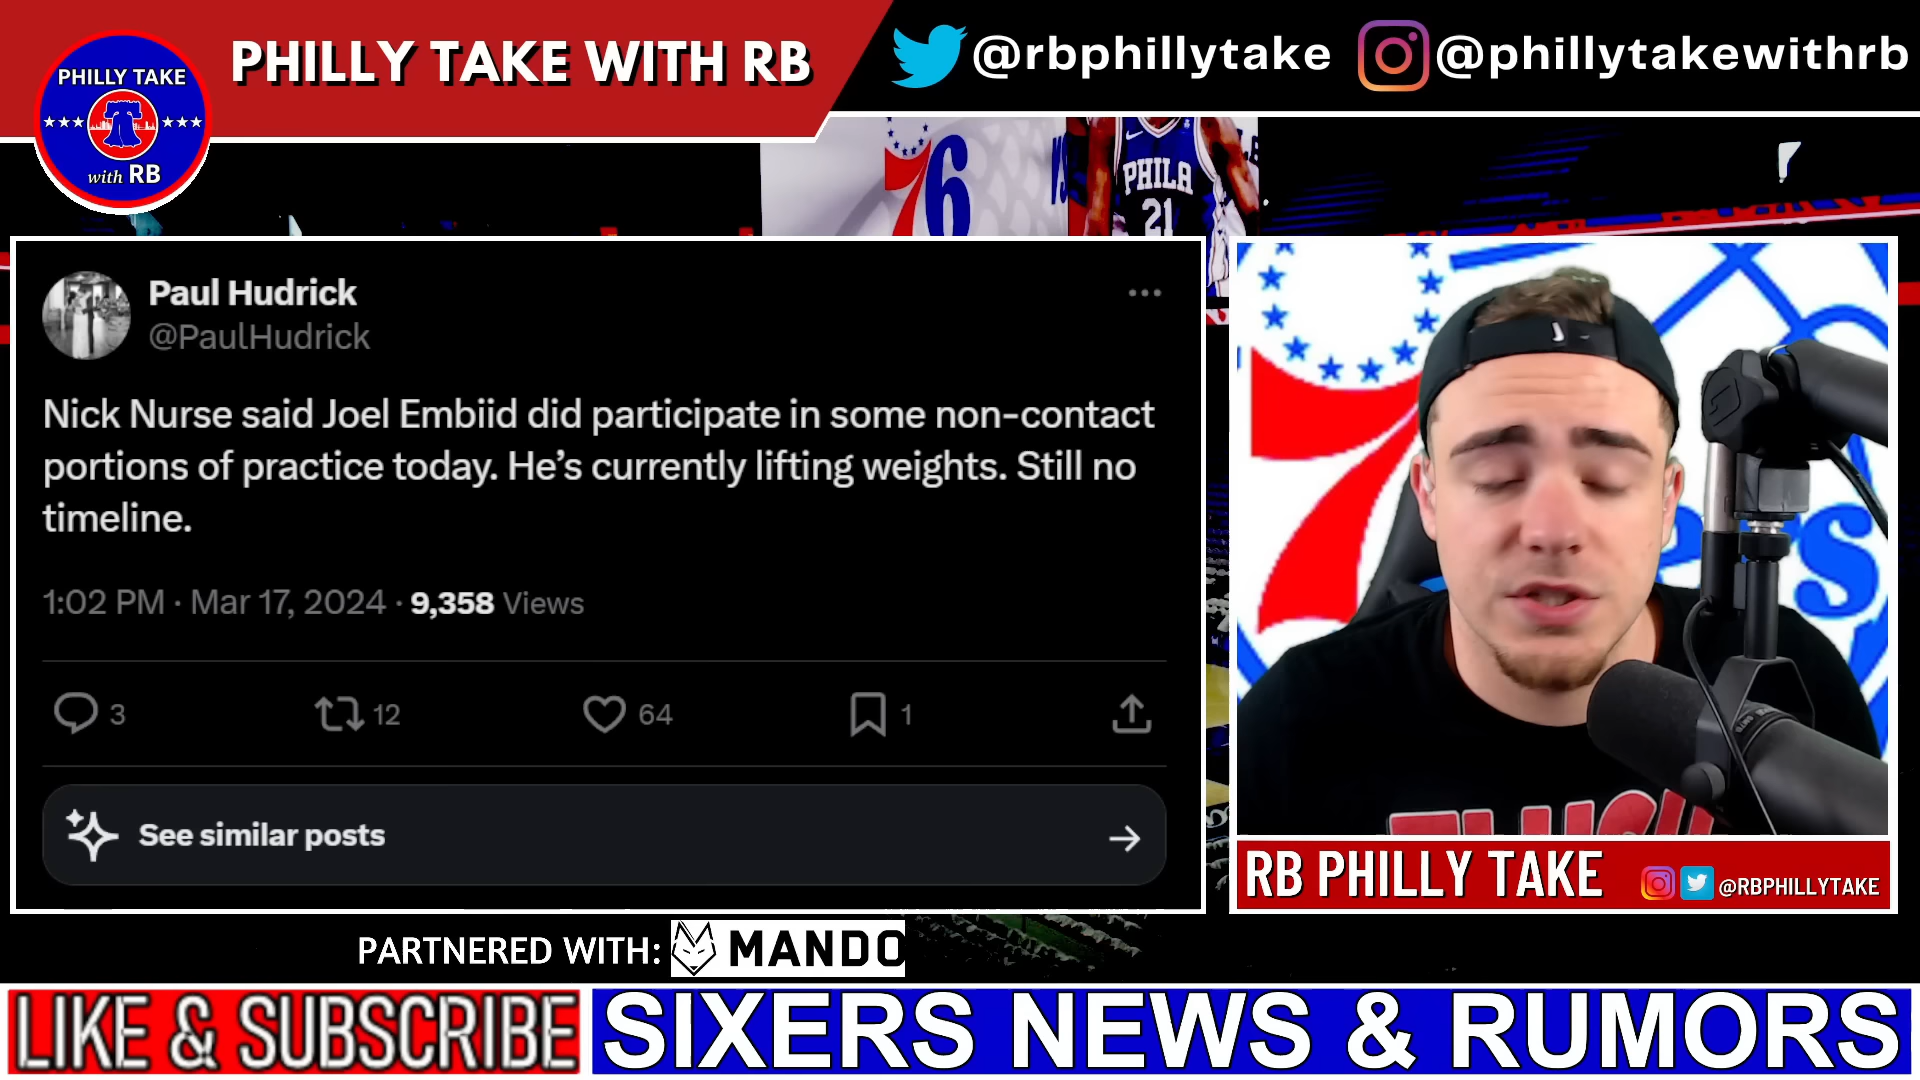 PHILLY TAKE WITH RB
@rbphillytake
@phillytakewithrb
PHILLY TAKE
with RB
76
PHILA
21
Paul Hudrick
@PaulHudrick
Nick Nurse said Joel Embiid did participate in some non-contact
portions of practice today. He's currently lifting weights. Still no
timeline.
1:02 PM · Mar 17, 2024 · 9,358 Views
3
12
64
1
See similar posts
RB PHILLY TAKE
@RBPHILLYTAKE
PARTNERED WITH: MANDO
LIKE & SUBSCRIBE
SIXERS NEWS & RUMORS